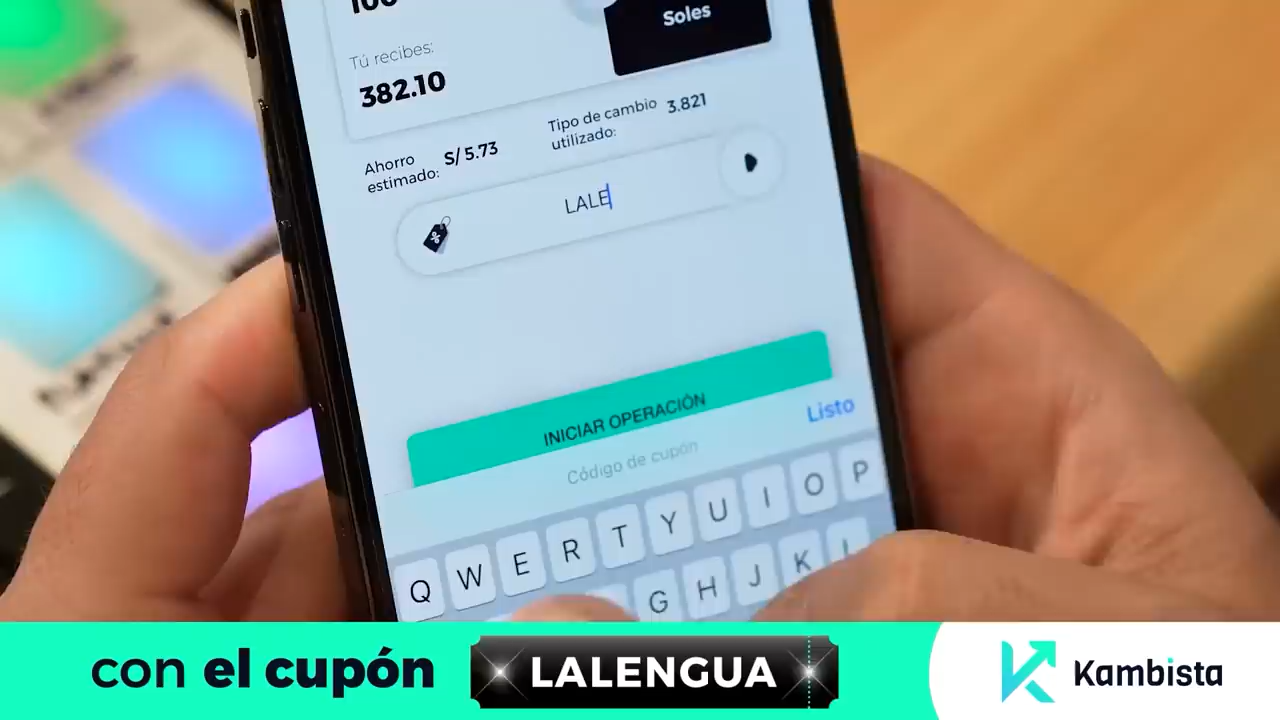 100
Soles
Tú recibes:
382.10
Ahorro estimado: S/ 5.73
Tipo de cambio utilizado: 3.821
LALE
INICIAR OPERACIÓN
Listo
Código de cupón
Q W E R T Y U I O P
G H J K L
con el cupón
LALENGUA
Kambista